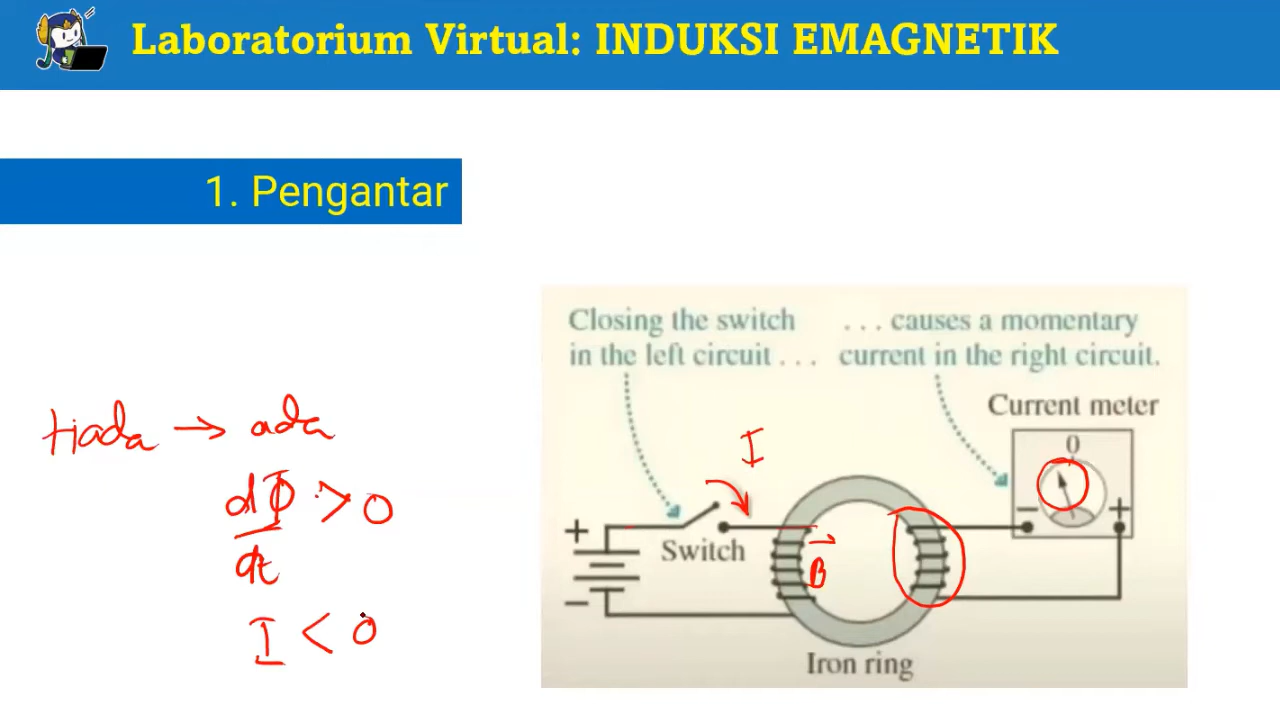 Laboratorium Virtual: INDUKSI EMAGNETIK
1. Pengantar
Closing the switch
in the left circuit . . .
. . . causes a momentary
current in the right circuit.
Current meter
0
− +
I
+
−
Switch
B
Iron ring
tiada → ada
dΦ/dt > 0
I < 0